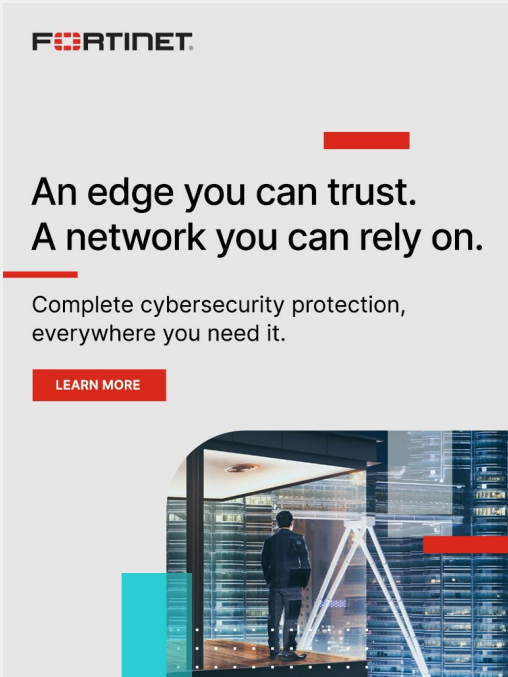 FORTINET
An edge you can trust.
A network you can rely on.
Complete cybersecurity protection,
everywhere you need it.
LEARN MORE